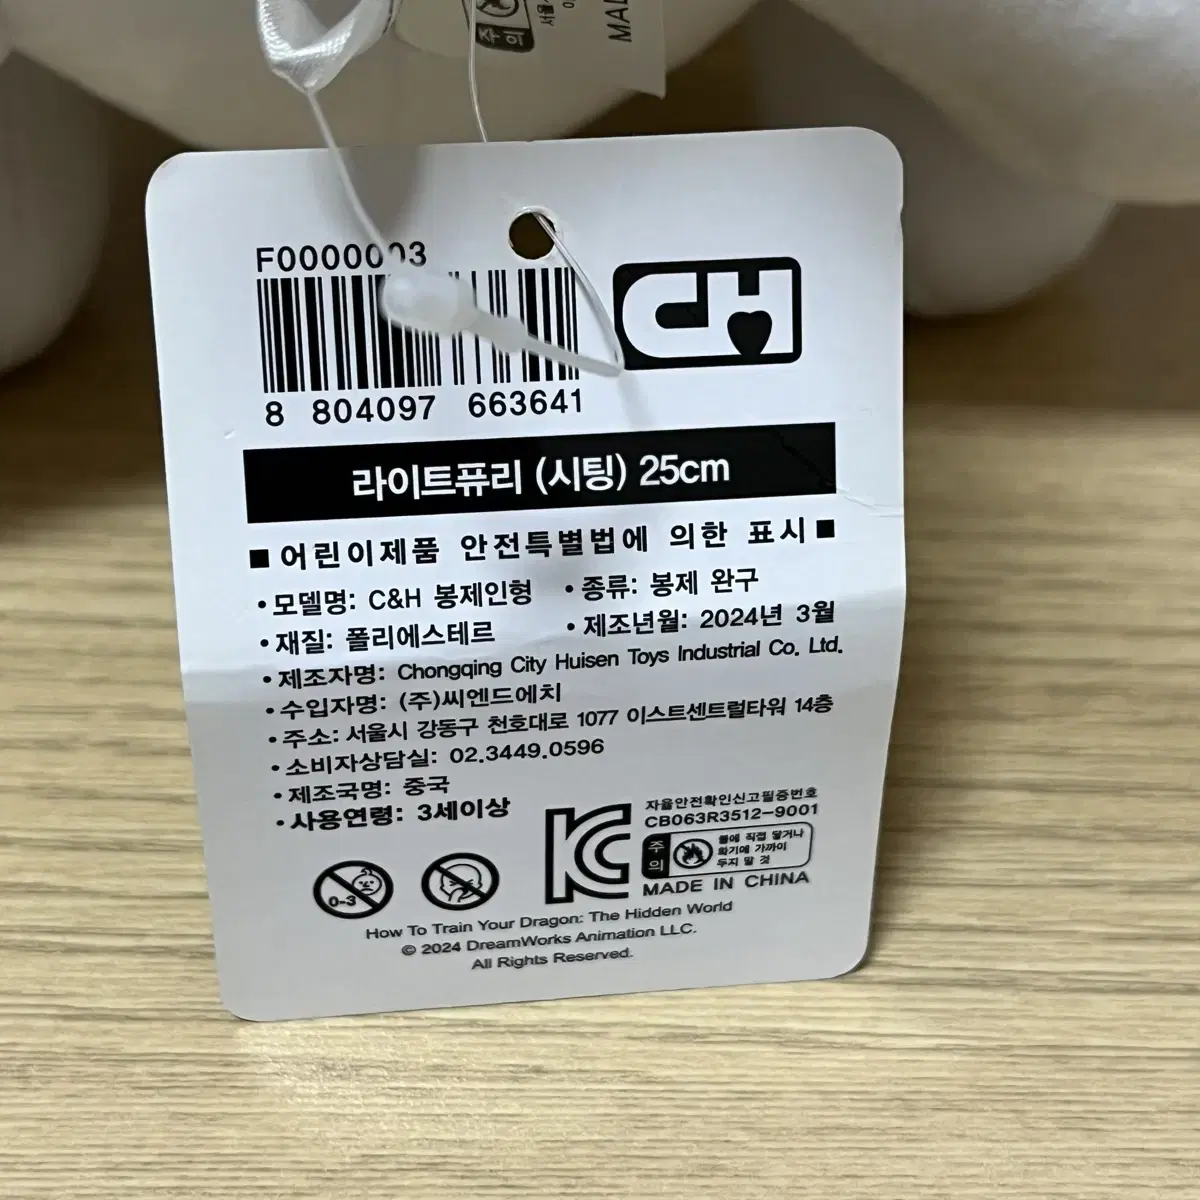 주의
서울
MAD
F0000003
CH
8 804097 663641
라이트퓨리 (시팅) 25cm
■ 어린이제품 안전특별법에 의한 표시 ■
• 모델명: C&H 봉제인형 • 종류: 봉제 완구
• 재질: 폴리에스테르 • 제조년월: 2024년 3월
• 제조자명: Chongqing City Huisen Toys Industrial Co. Ltd.
• 수입자명: (주)씨엔드에치
• 주소: 서울시 강동구 천호대로 1077 이스트센트럴타워 14층
• 소비자상담실: 02.3449.0596
• 제조국명: 중국
• 사용연령: 3세이상
자율안전확인신고필증번호
CB063R3512-9001
주의
불에 직접 닿거나
화기에 가까이
두지 말 것
MADE IN CHINA
0-3
How To Train Your Dragon: The Hidden World
© 2024 DreamWorks Animation LLC.
All Rights Reserved.